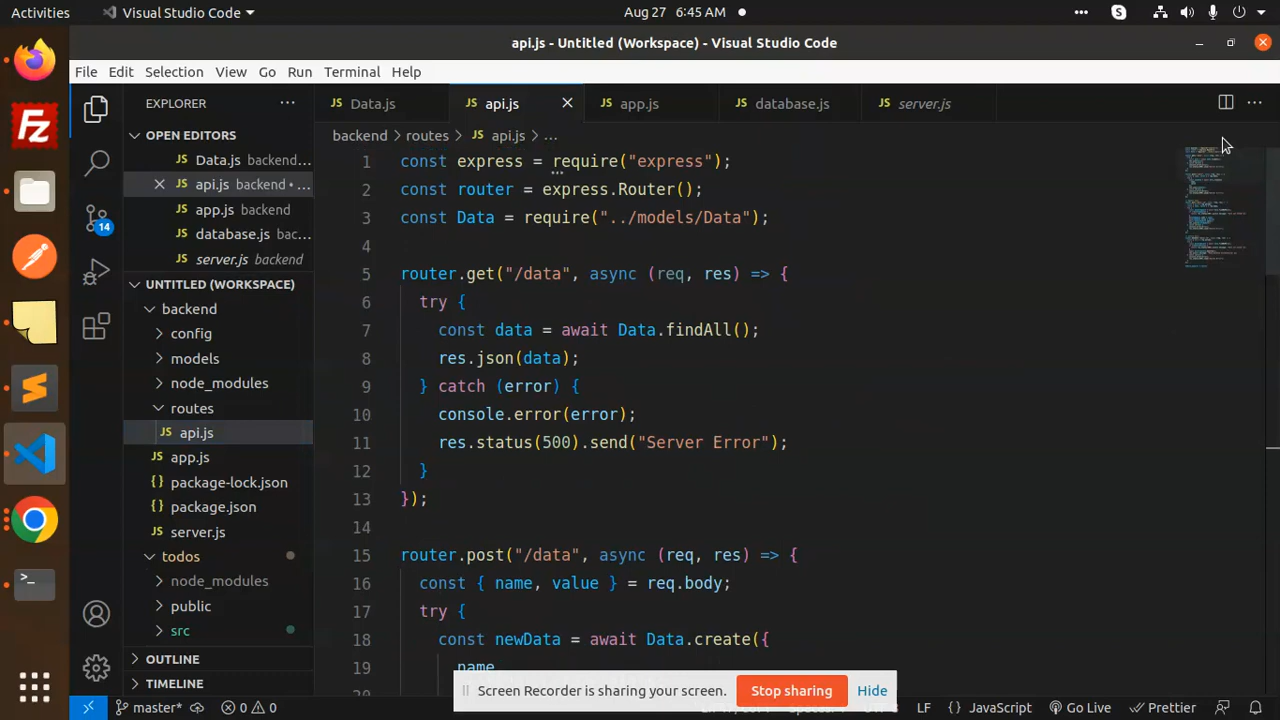 Activities
Visual Studio Code
Aug 27 6:45 AM
api.js - Untitled (Workspace) - Visual Studio Code
File Edit Selection View Go Run Terminal Help
EXPLORER
OPEN EDITORS
Data.js backend...
api.js backend • ...
app.js backend
database.js bac...
server.js backend
UNTITLED (WORKSPACE)
backend
config
models
node_modules
routes
api.js
app.js
package-lock.json
package.json
server.js
todos
node_modules
public
src
OUTLINE
TIMELINE
14
Data.js api.js app.js database.js server.js
backend > routes > JS api.js > ...
1 const express = require("express");
2 const router = express.Router();
3 const Data = require("../models/Data");
4
5 router.get("/data", async (req, res) => {
6 try {
7 const data = await Data.findAll();
8 res.json(data);
9 } catch (error) {
10 console.error(error);
11 res.status(500).send("Server Error");
12 }
13 });
14
15 router.post("/data", async (req, res) => {
16 const { name, value } = req.body;
17 try {
18 const newData = await Data.create({
19 name
Screen Recorder is sharing your screen. Stop sharing Hide
master* 0 0 LF JavaScript Go Live Prettier